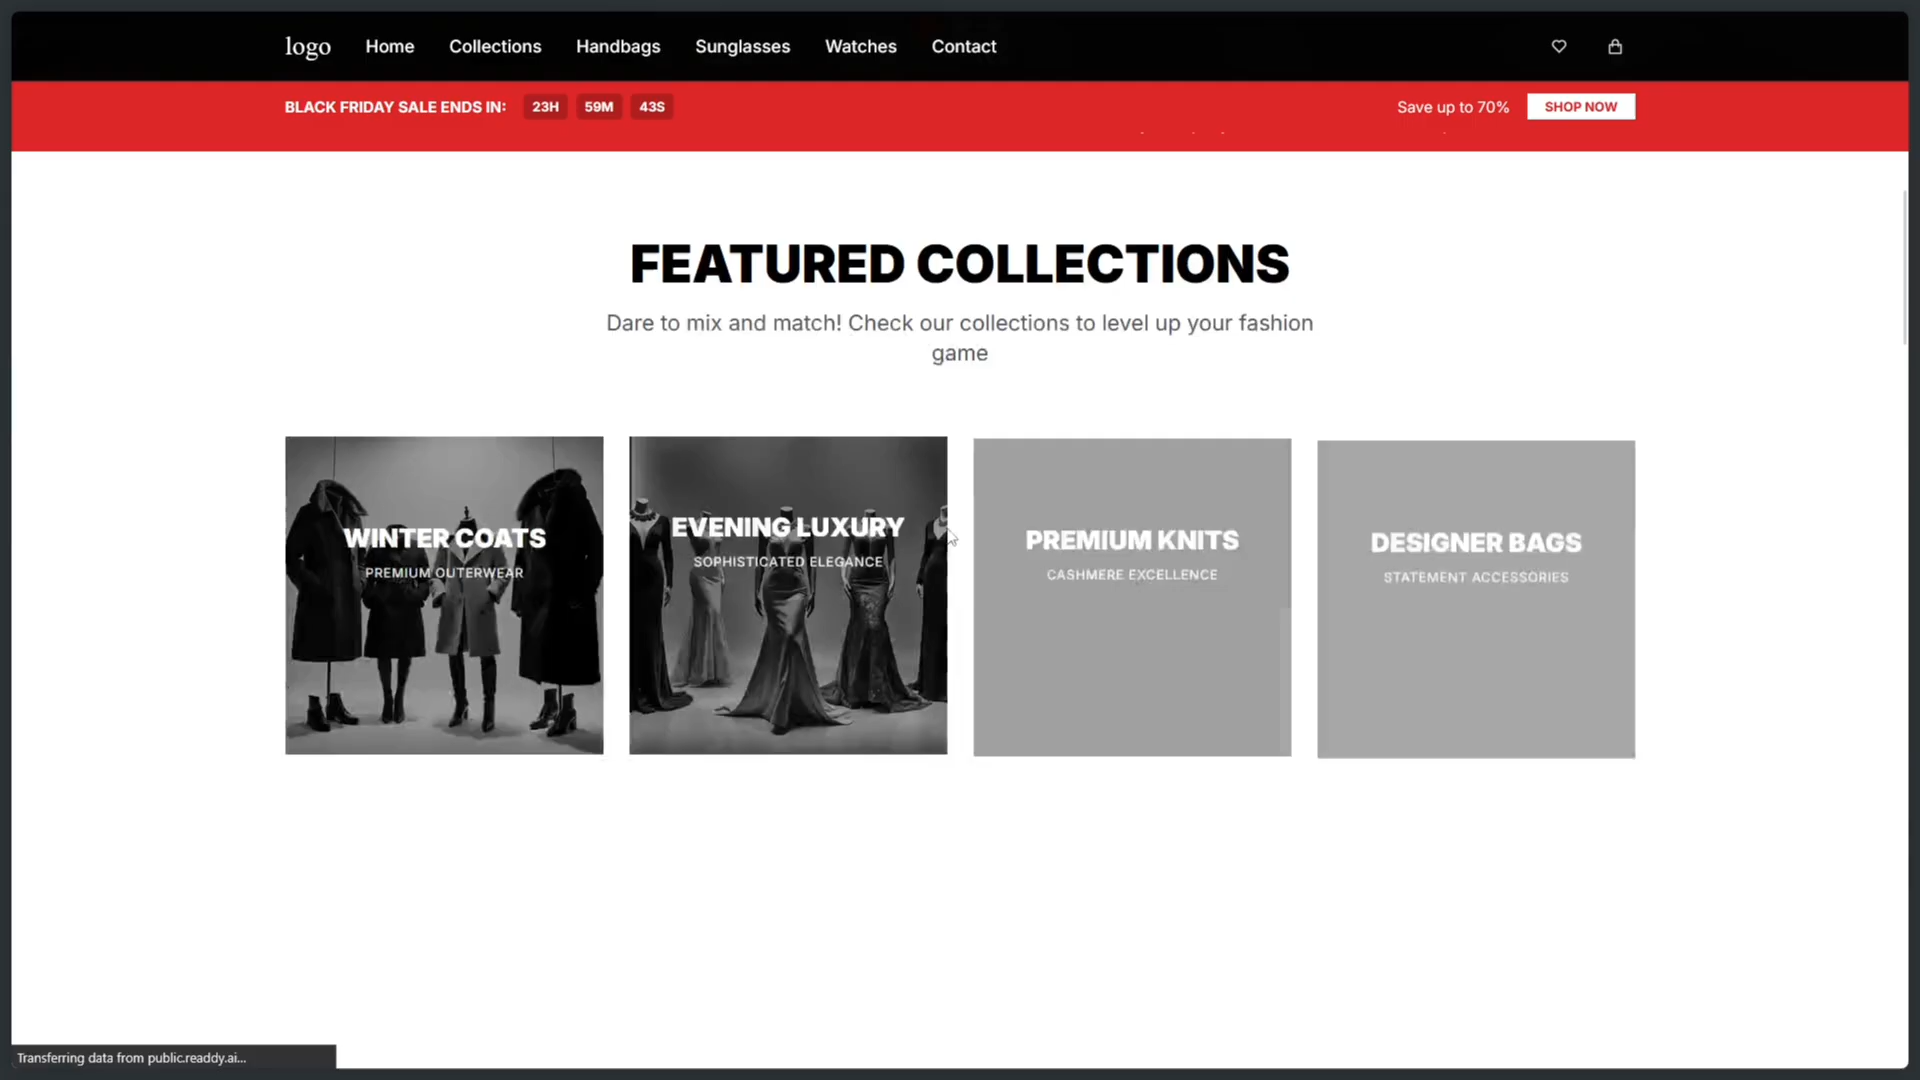 logo Home Collections Handbags Sunglasses Watches Contact
BLACK FRIDAY SALE ENDS IN: 23H 59M 43S Save up to 70% SHOP NOW
FEATURED COLLECTIONS
Dare to mix and match! Check our collections to level up your fashion
game
WINTER COATS
PREMIUM OUTERWEAR
EVENING LUXURY
SOPHISTICATED ELEGANCE
PREMIUM KNITS
CASHMERE EXCELLENCE
DESIGNER BAGS
STATEMENT ACCESSORIES
Transferring data from public.readdy.ai...